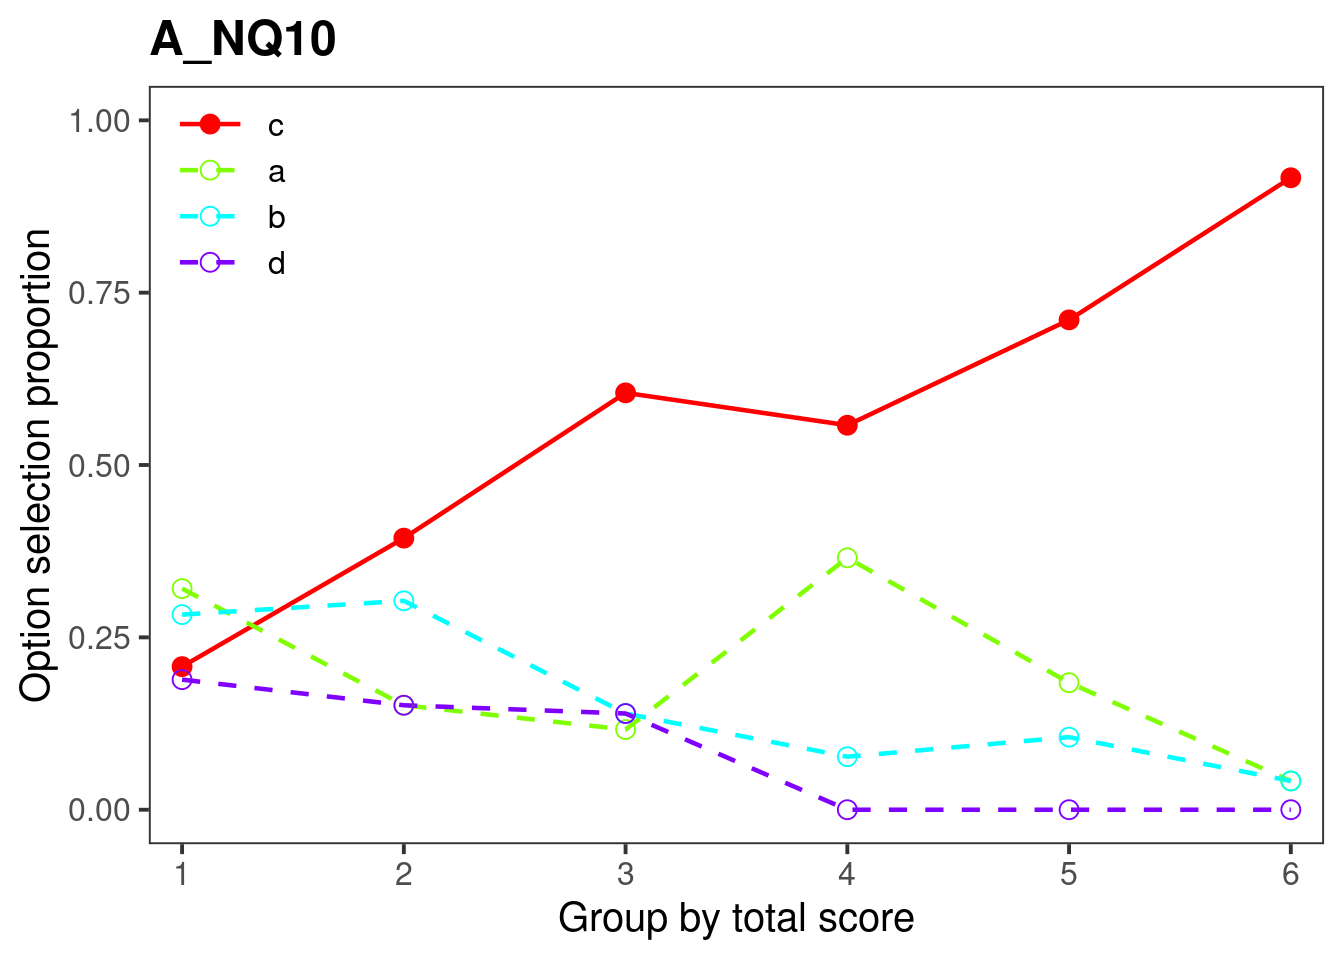 A_NQ10
1.00
0.75
0.50
0.25
0.00
c
a
b
d
Option selection proportion
1 2 3 4 5 6
Group by total score